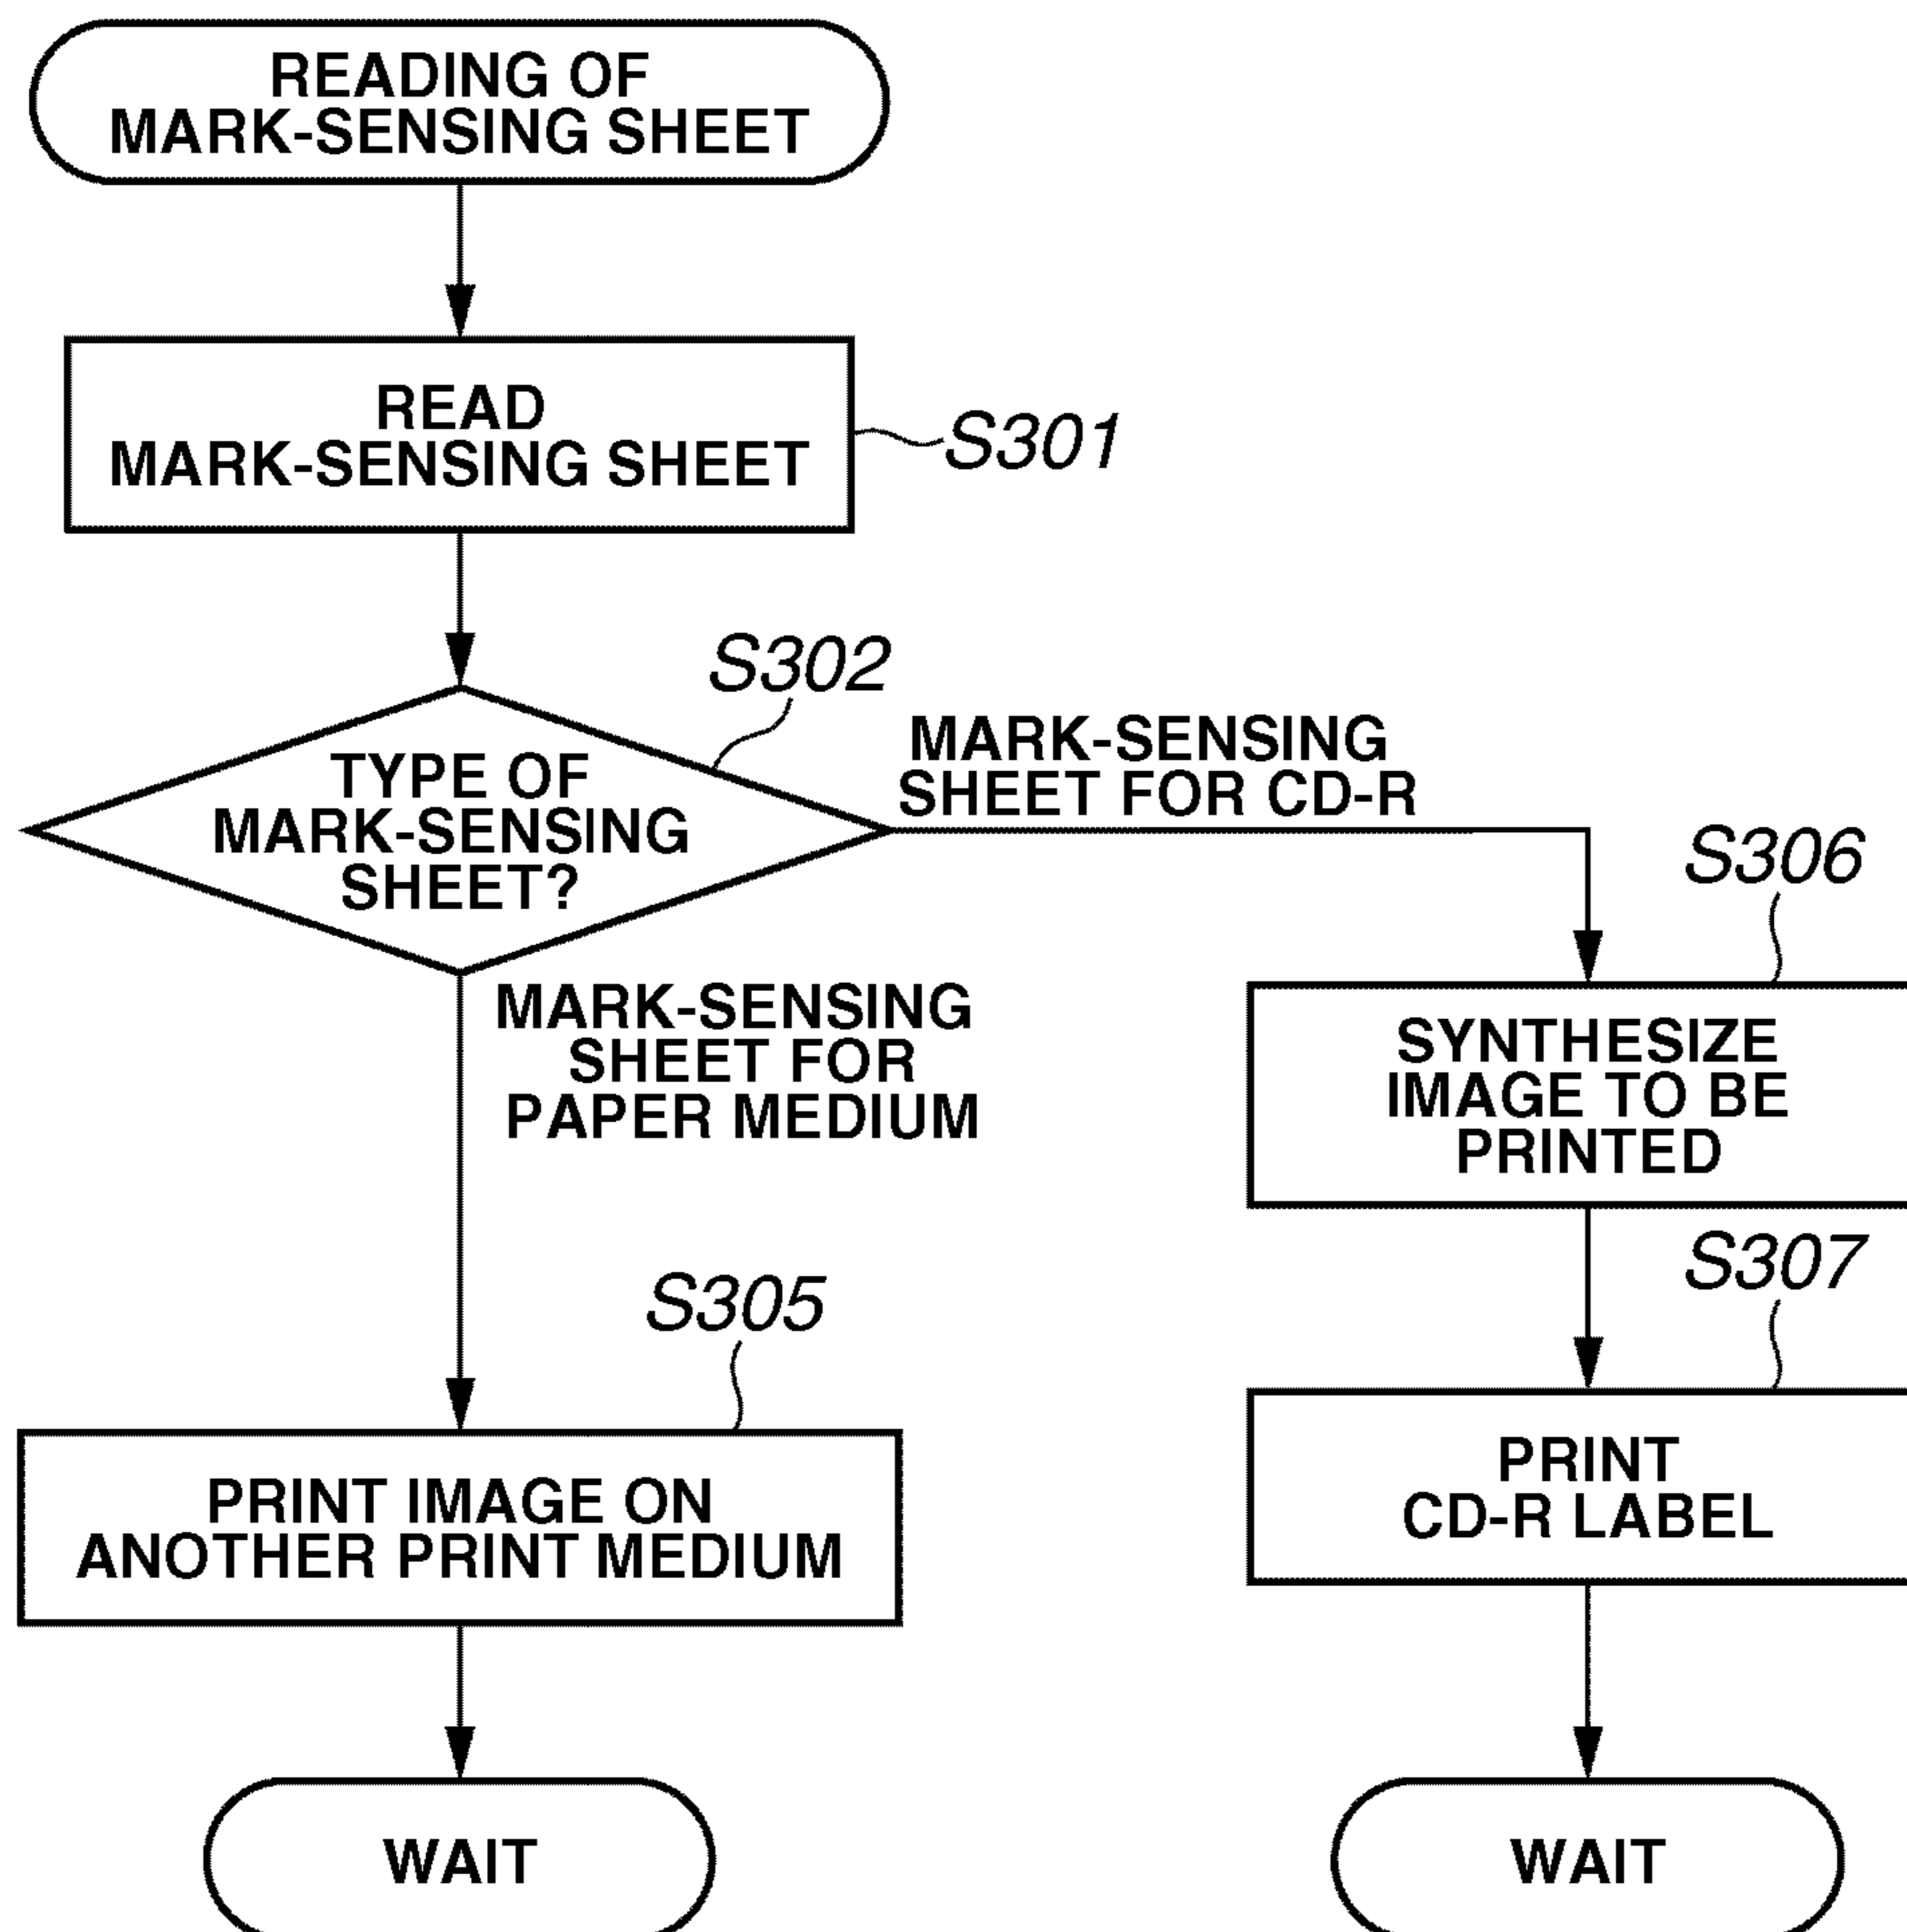 READING OF
MARK-SENSING SHEET
READ
MARK-SENSING SHEET
S301
S302
TYPE OF
MARK-SENSING
SHEET?
MARK-SENSING
SHEET FOR CD-R
MARK-SENSING
SHEET FOR
PAPER MEDIUM
S306
SYNTHESIZE
IMAGE TO BE
PRINTED
S305
PRINT IMAGE ON
ANOTHER PRINT MEDIUM
S307
PRINT
CD-R LABEL
WAIT
WAIT